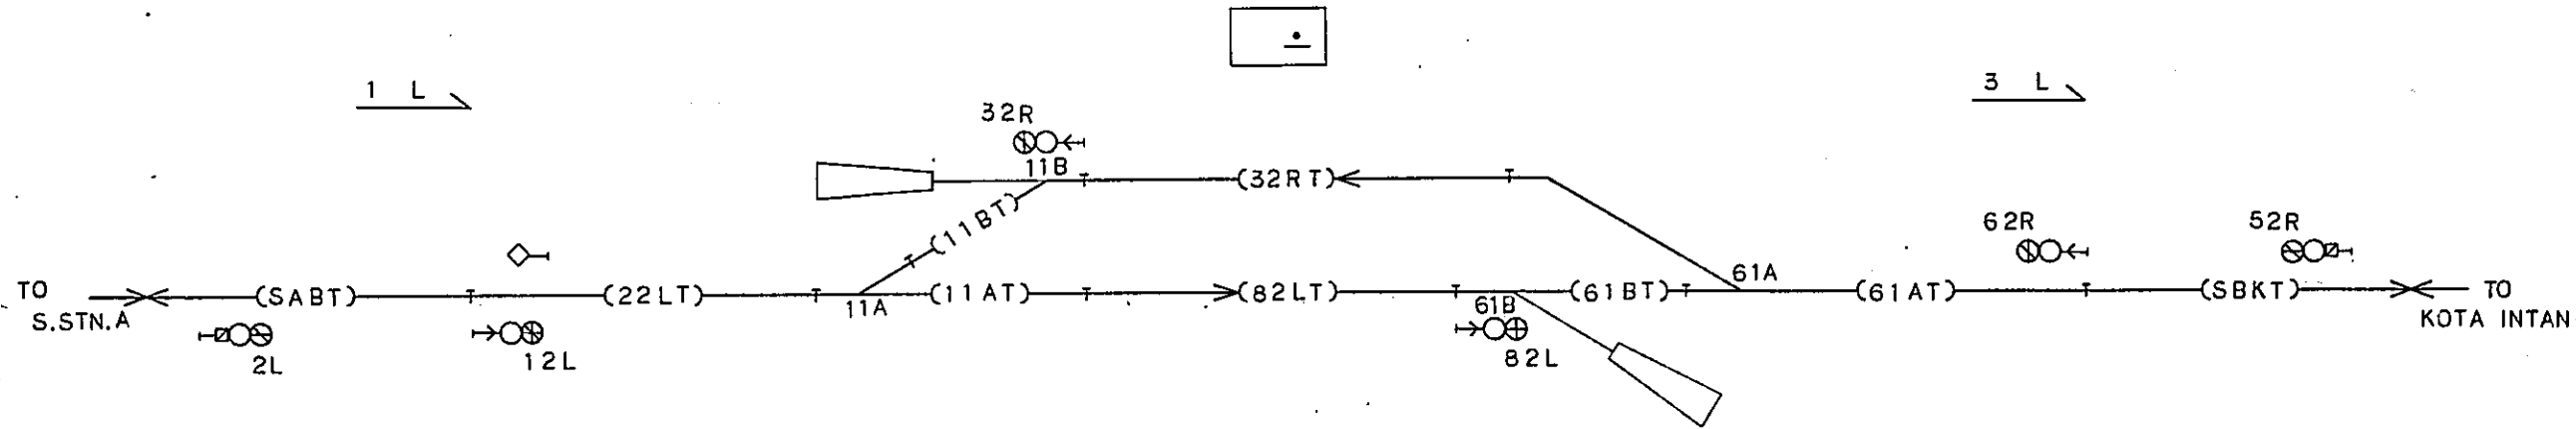 1 L
3 L
32R
11B
(32RT)
(11BT)
62R
52R
TO
S.STN.A
(SABT)
(22LT)
11A
(11AT)
(82LT)
61B
(61BT)
61A
(61AT)
(SBKT)
TO
KOTA INTAN
2L
12L
82L